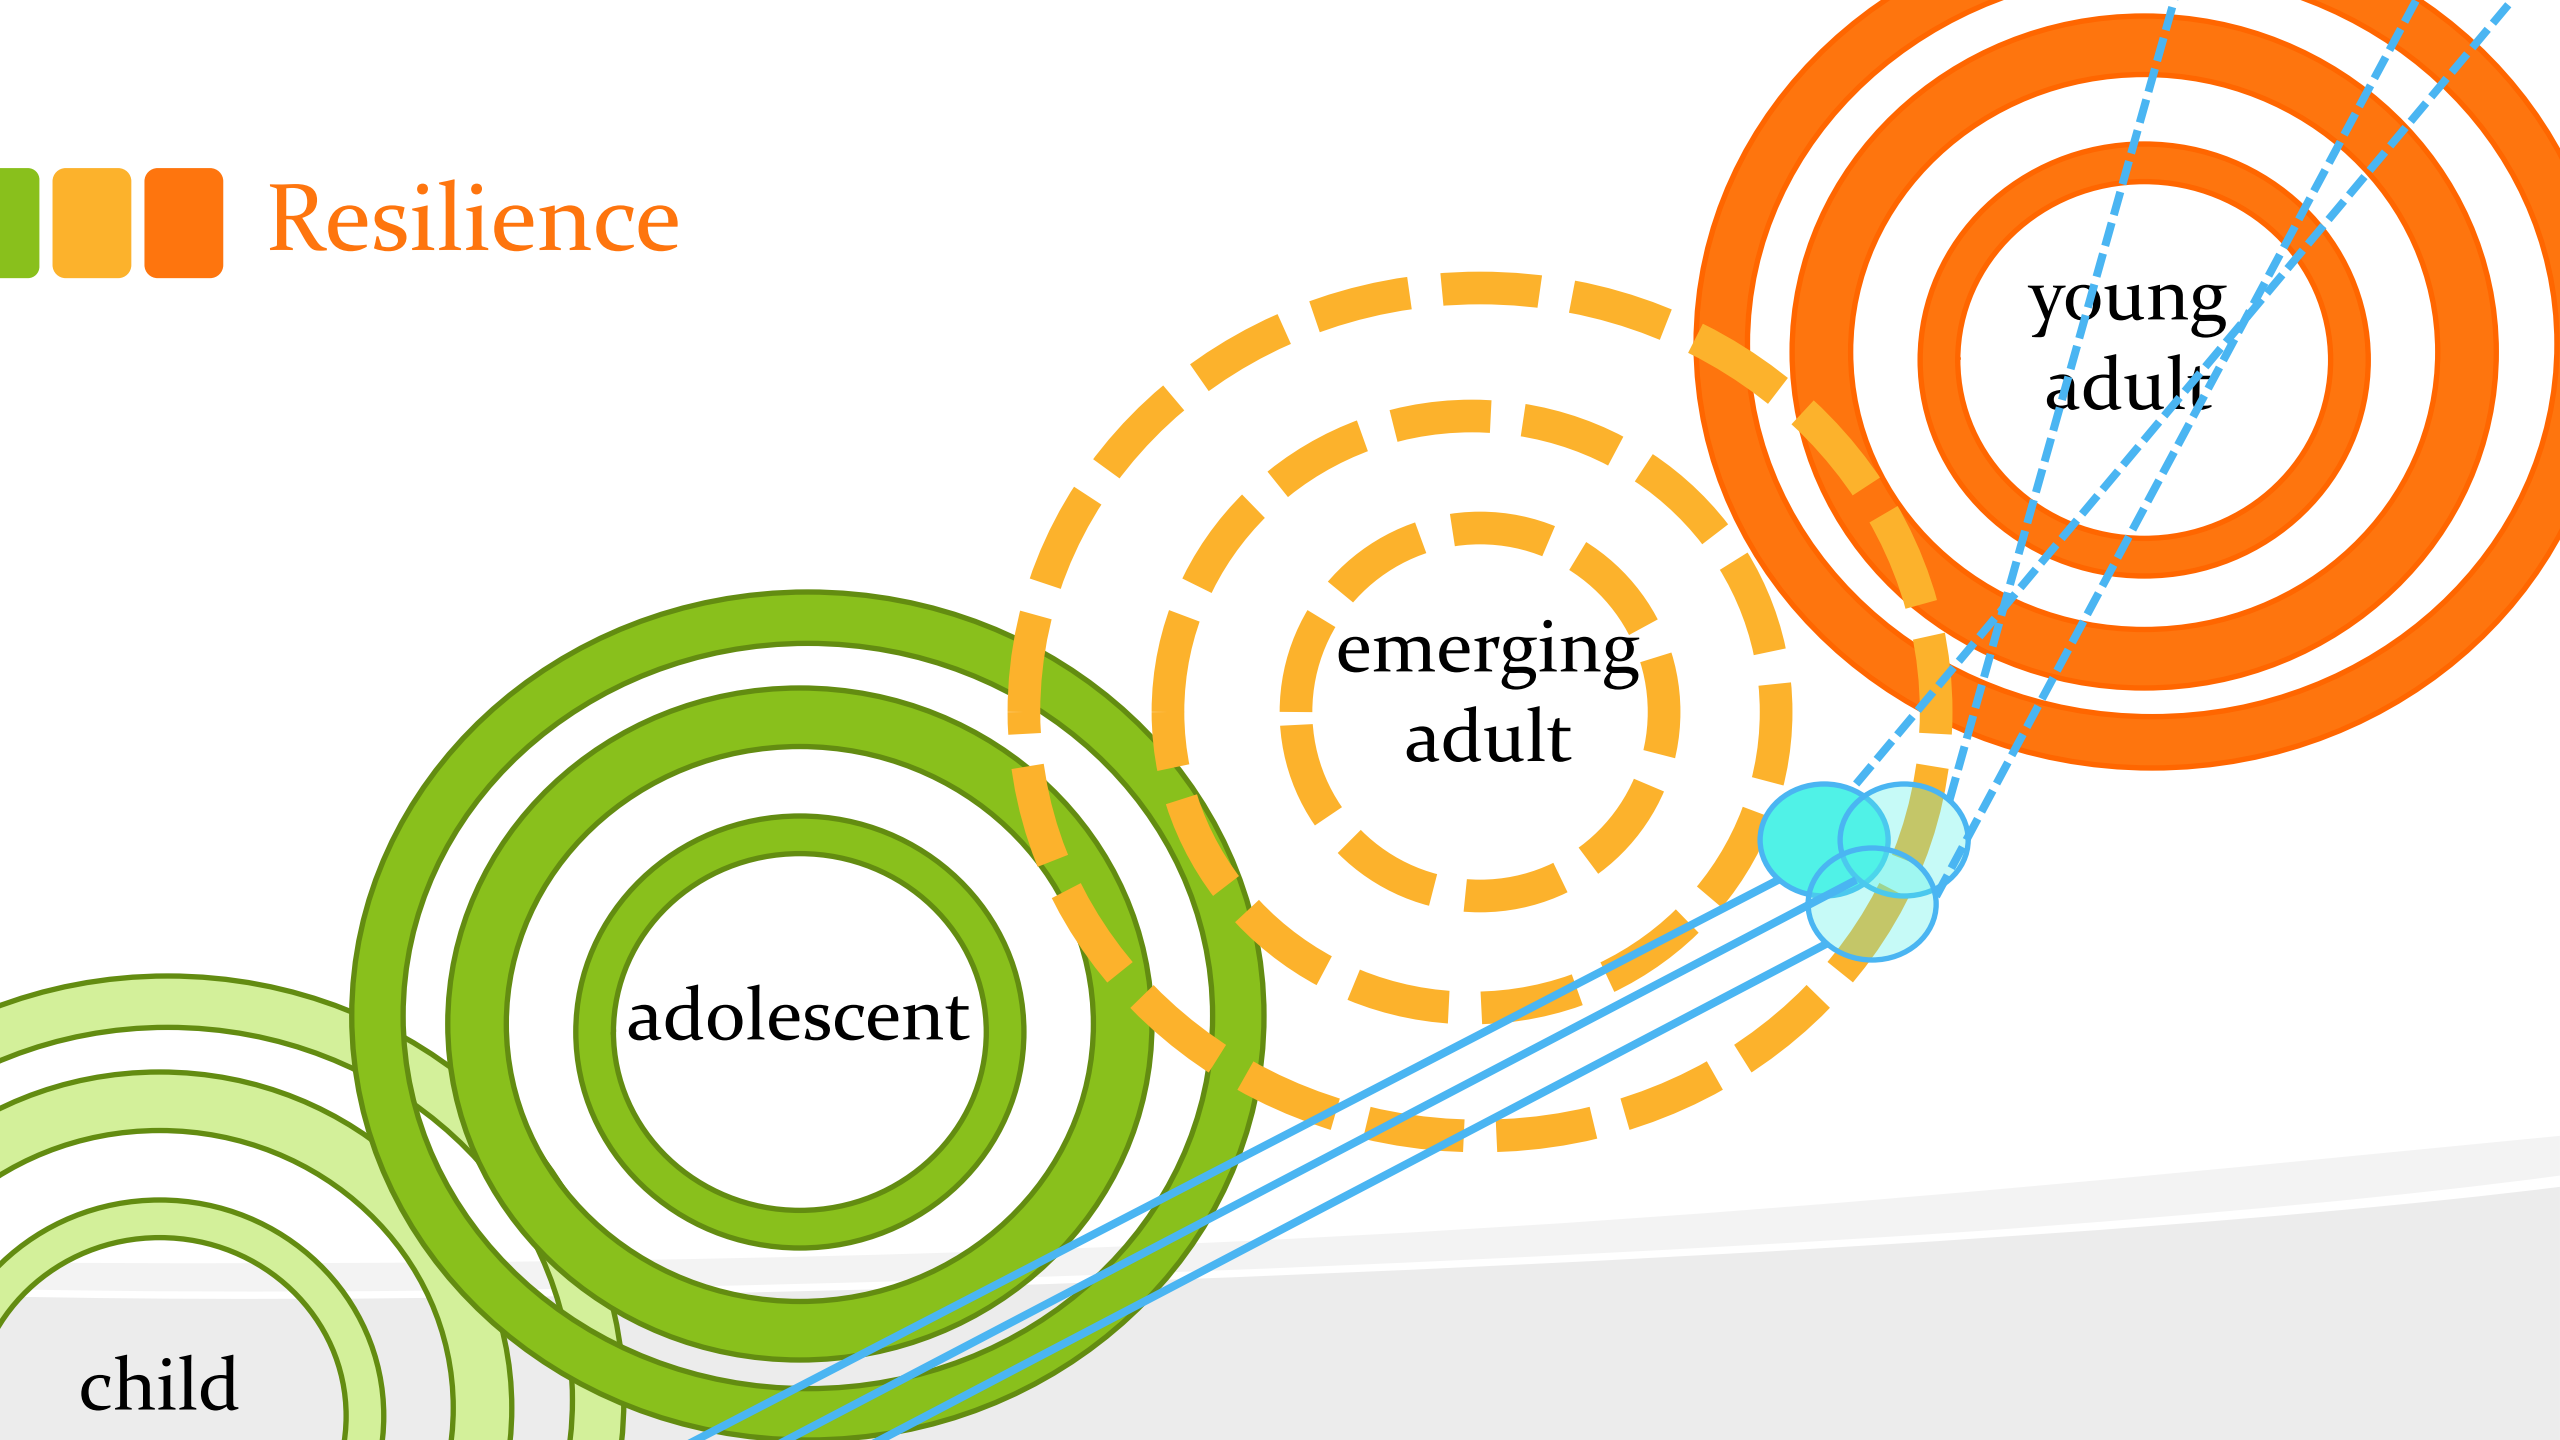 Resilience
young
adult
emerging
adult
adolescent
child